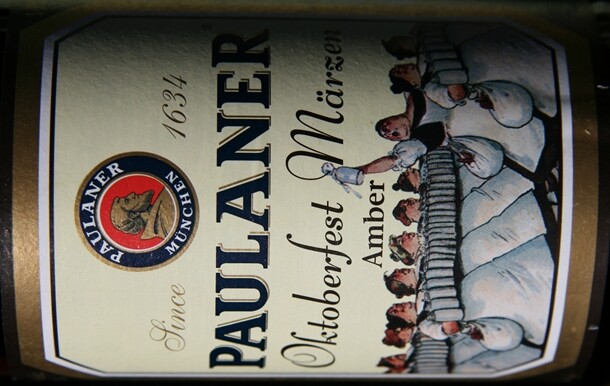 PAULANER
MÜNCHEN
Since 1634
PAULANER
Oktoberfest Märzen
Amber